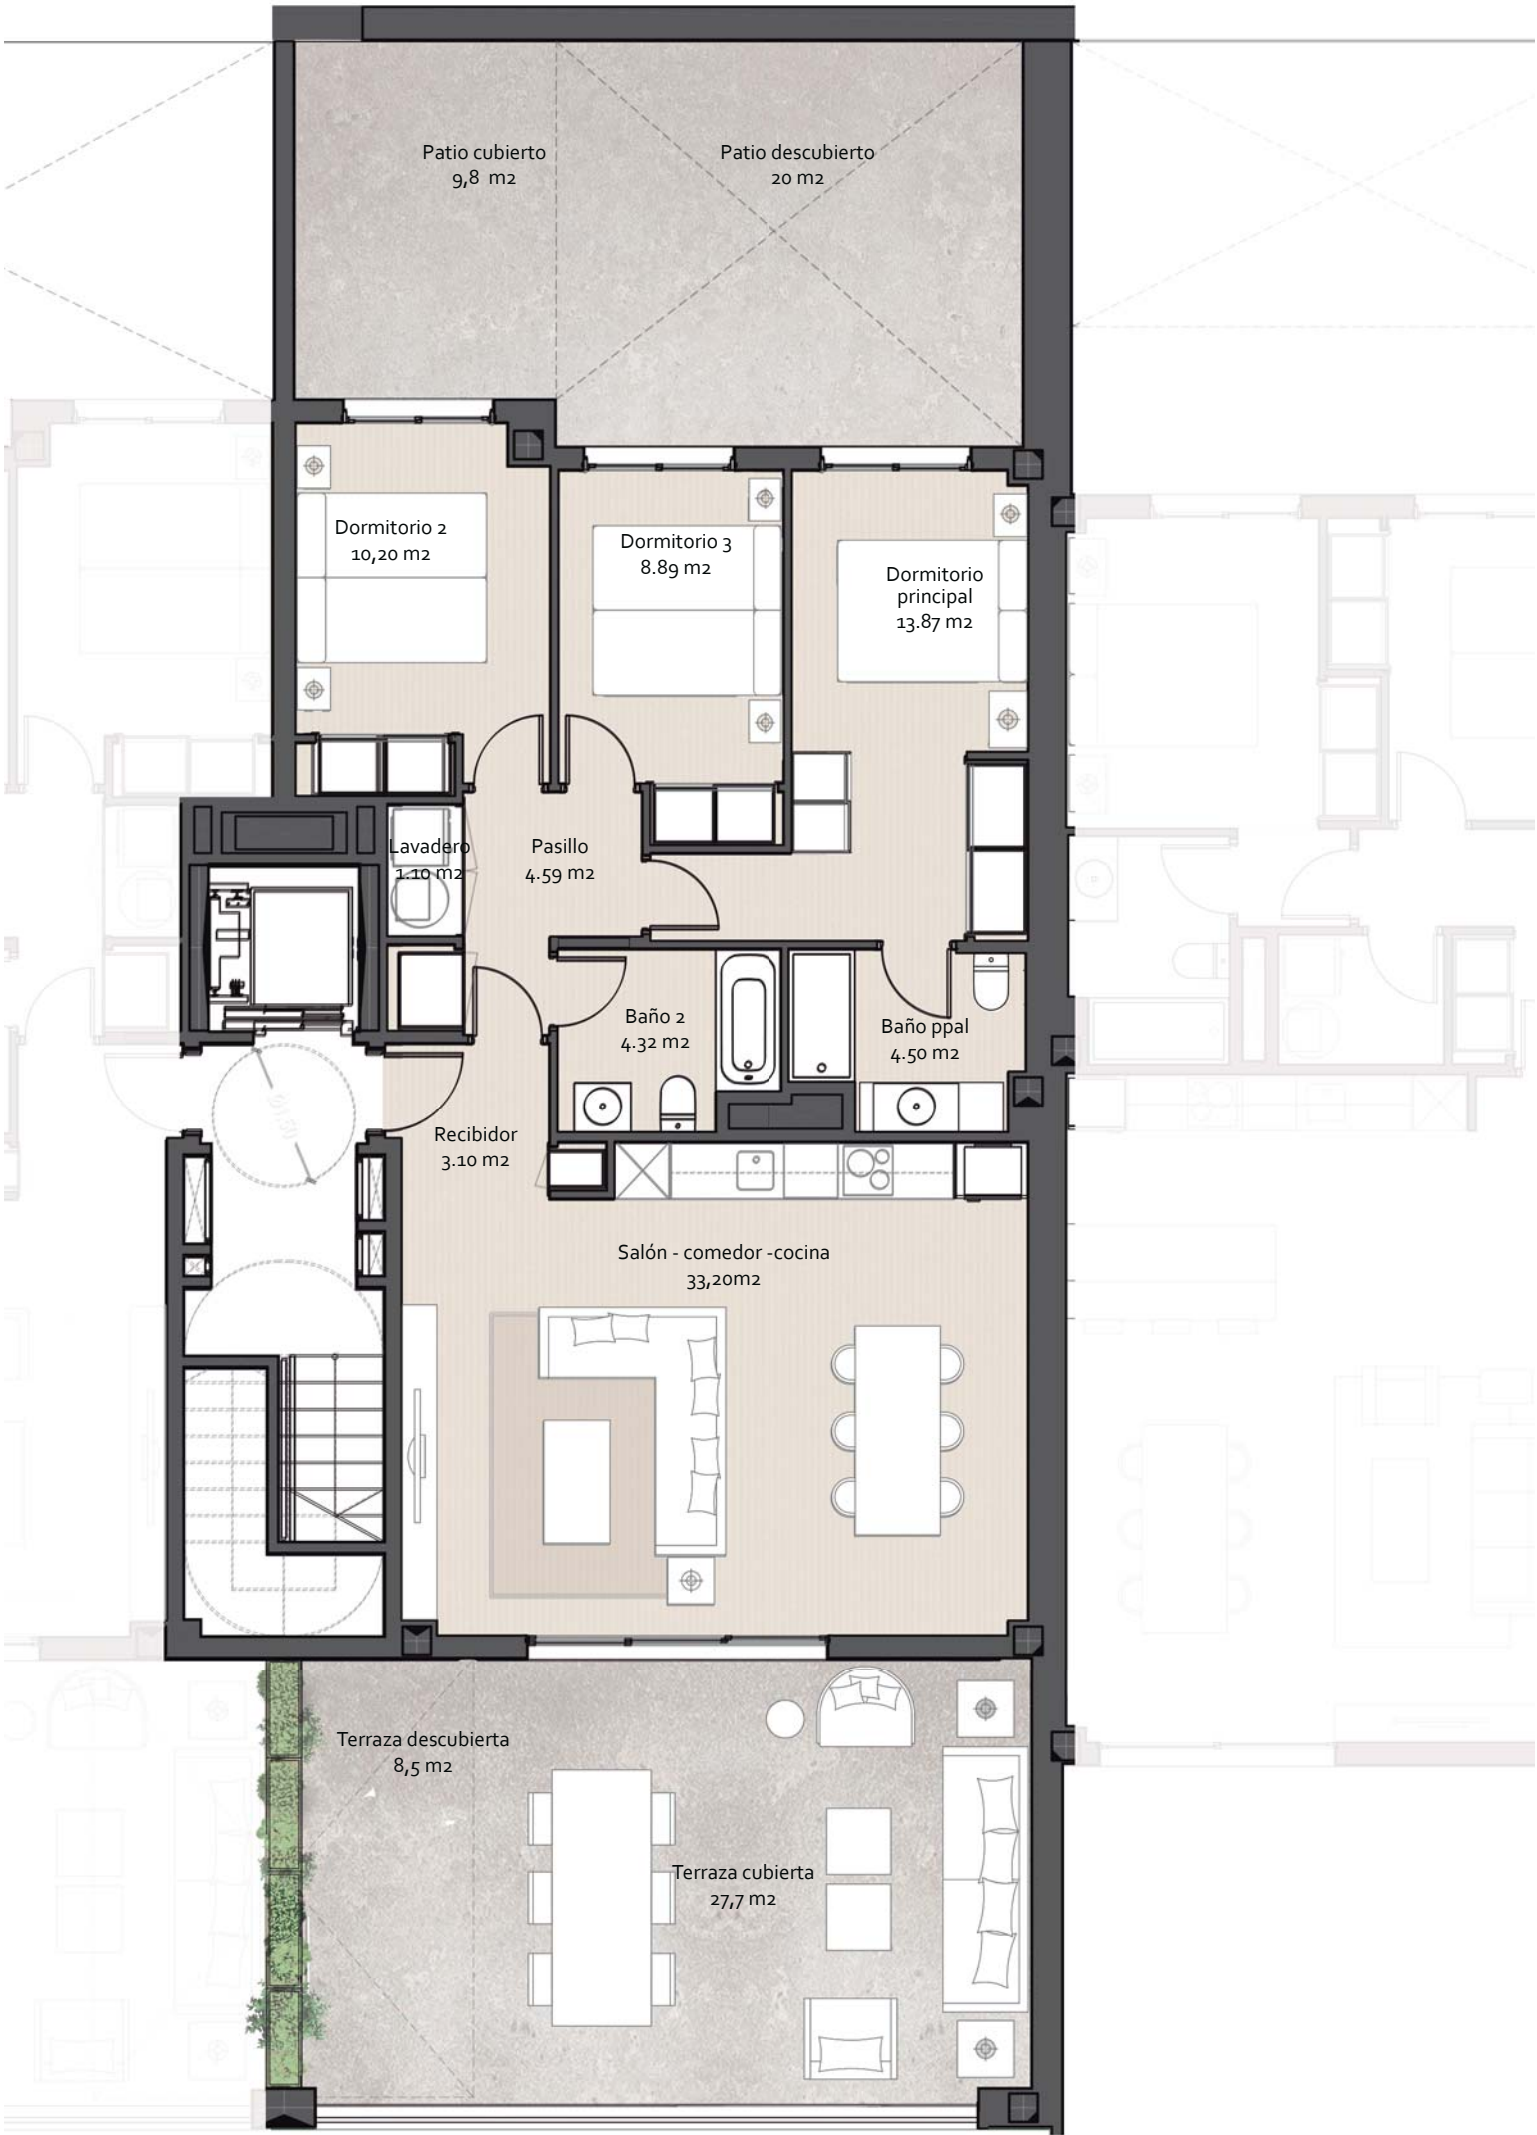 Patio cubierto
9,8 m2
Patio descubierto
20 m2
Dormitorio 2
10,20 m2
Dormitorio 3
8.89 m2
Dormitorio
principal
13.87 m2
Lavadero
1.10 m2
Pasillo
4.59 m2
Baño 2
4.32 m2
Baño ppal
4.50 m2
Recibidor
3.10 m2
Salón - comedor -cocina
33,20m2
Terraza descubierta
8,5 m2
Terraza cubierta
27,7 m2